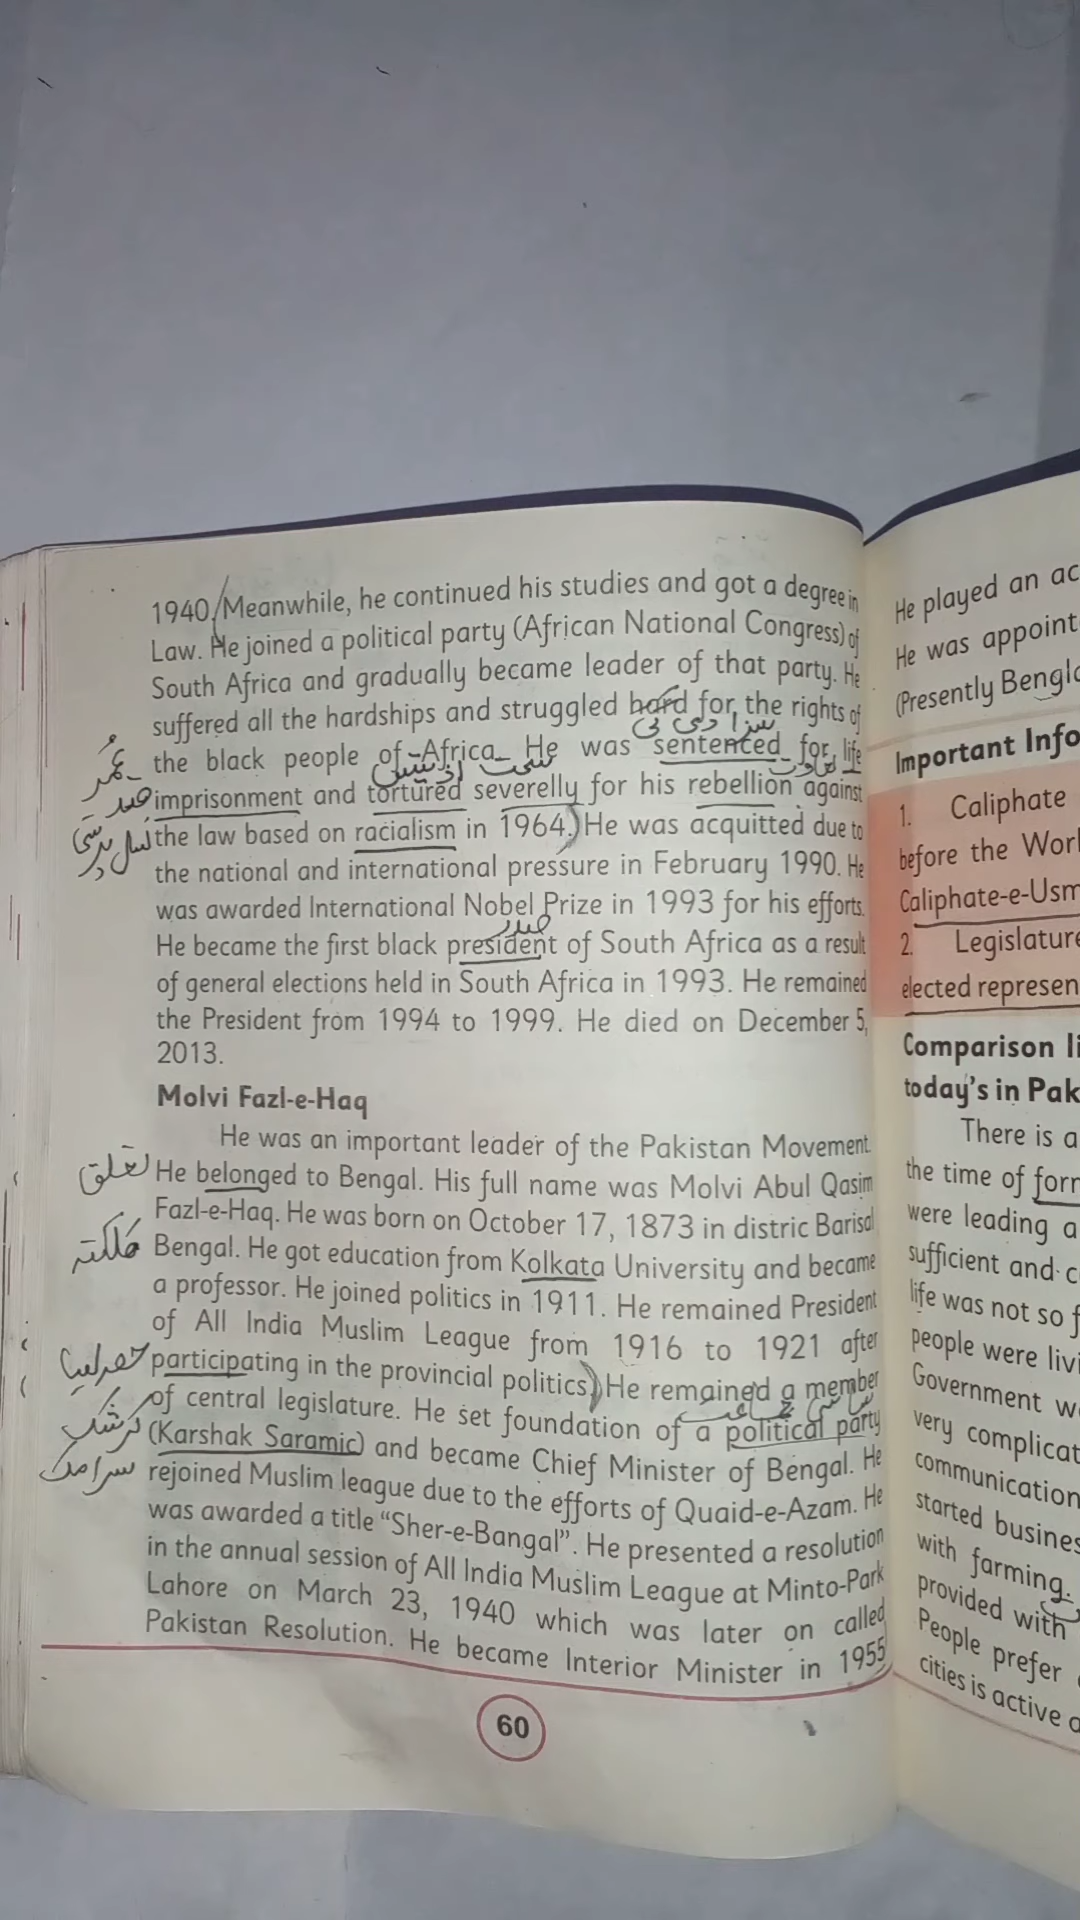 1940. Meanwhile, he continued his studies and got a degree in
Law. He joined a political party (African National Congress) of
South Africa and gradually became leader of that party. He
suffered all the hardships and struggled hard for the rights of
سزا دی گئی
عمر
the black people of Africa. He was sentenced for life
قید
سخت
بغاوت
imprisonment and tortured severelly for his rebellion against
نسل پرستی
the law based on racialism in 1964. He was acquitted due to
the national and international pressure in February 1990. He
was awarded International Nobel Prize in 1993 for his efforts.
صدر
He became the first black president of South Africa as a result
of general elections held in South Africa in 1993. He remained
the President from 1994 to 1999. He died on December 5,
2013.
Molvi Fazl-e-Haq
He was an important leader of the Pakistan Movement.
تعلق
He belonged to Bengal. His full name was Molvi Abul Qasim
Fazl-e-Haq. He was born on October 17, 1873 in distric Barisal
Bengal. He got education from Kolkata University and became
a professor. He joined politics in 1911. He remained President
of All India Muslim League from 1916 to 1921 after
حصہ لینا
participating in the provincial politics. He remained a member
of central legislature. He set foundation of a political party
سیاسی جماعت
کرشک
(Karshak Saramic) and became Chief Minister of Bengal. He
سرامک
rejoined Muslim league due to the efforts of Quaid-e-Azam. He
was awarded a title "Sher-e-Bangal". He presented a resolution
in the annual session of All India Muslim League at Minto-Park
Lahore on March 23, 1940 which was later on called
Pakistan Resolution. He became Interior Minister in 1955
60
He played an ac
He was appoint
(Presently Bengla
Important Info
1. Caliphate
before the Worl
Caliphate-e-Usm
2. Legislature
elected represen
Comparison li
today's in Pak
There is a
the time of forr
were leading a
sufficient and c
life was not so f
people were livi
Government w
very complicat
communication
started busines
with farming.
provided with
People prefer
cities is active a